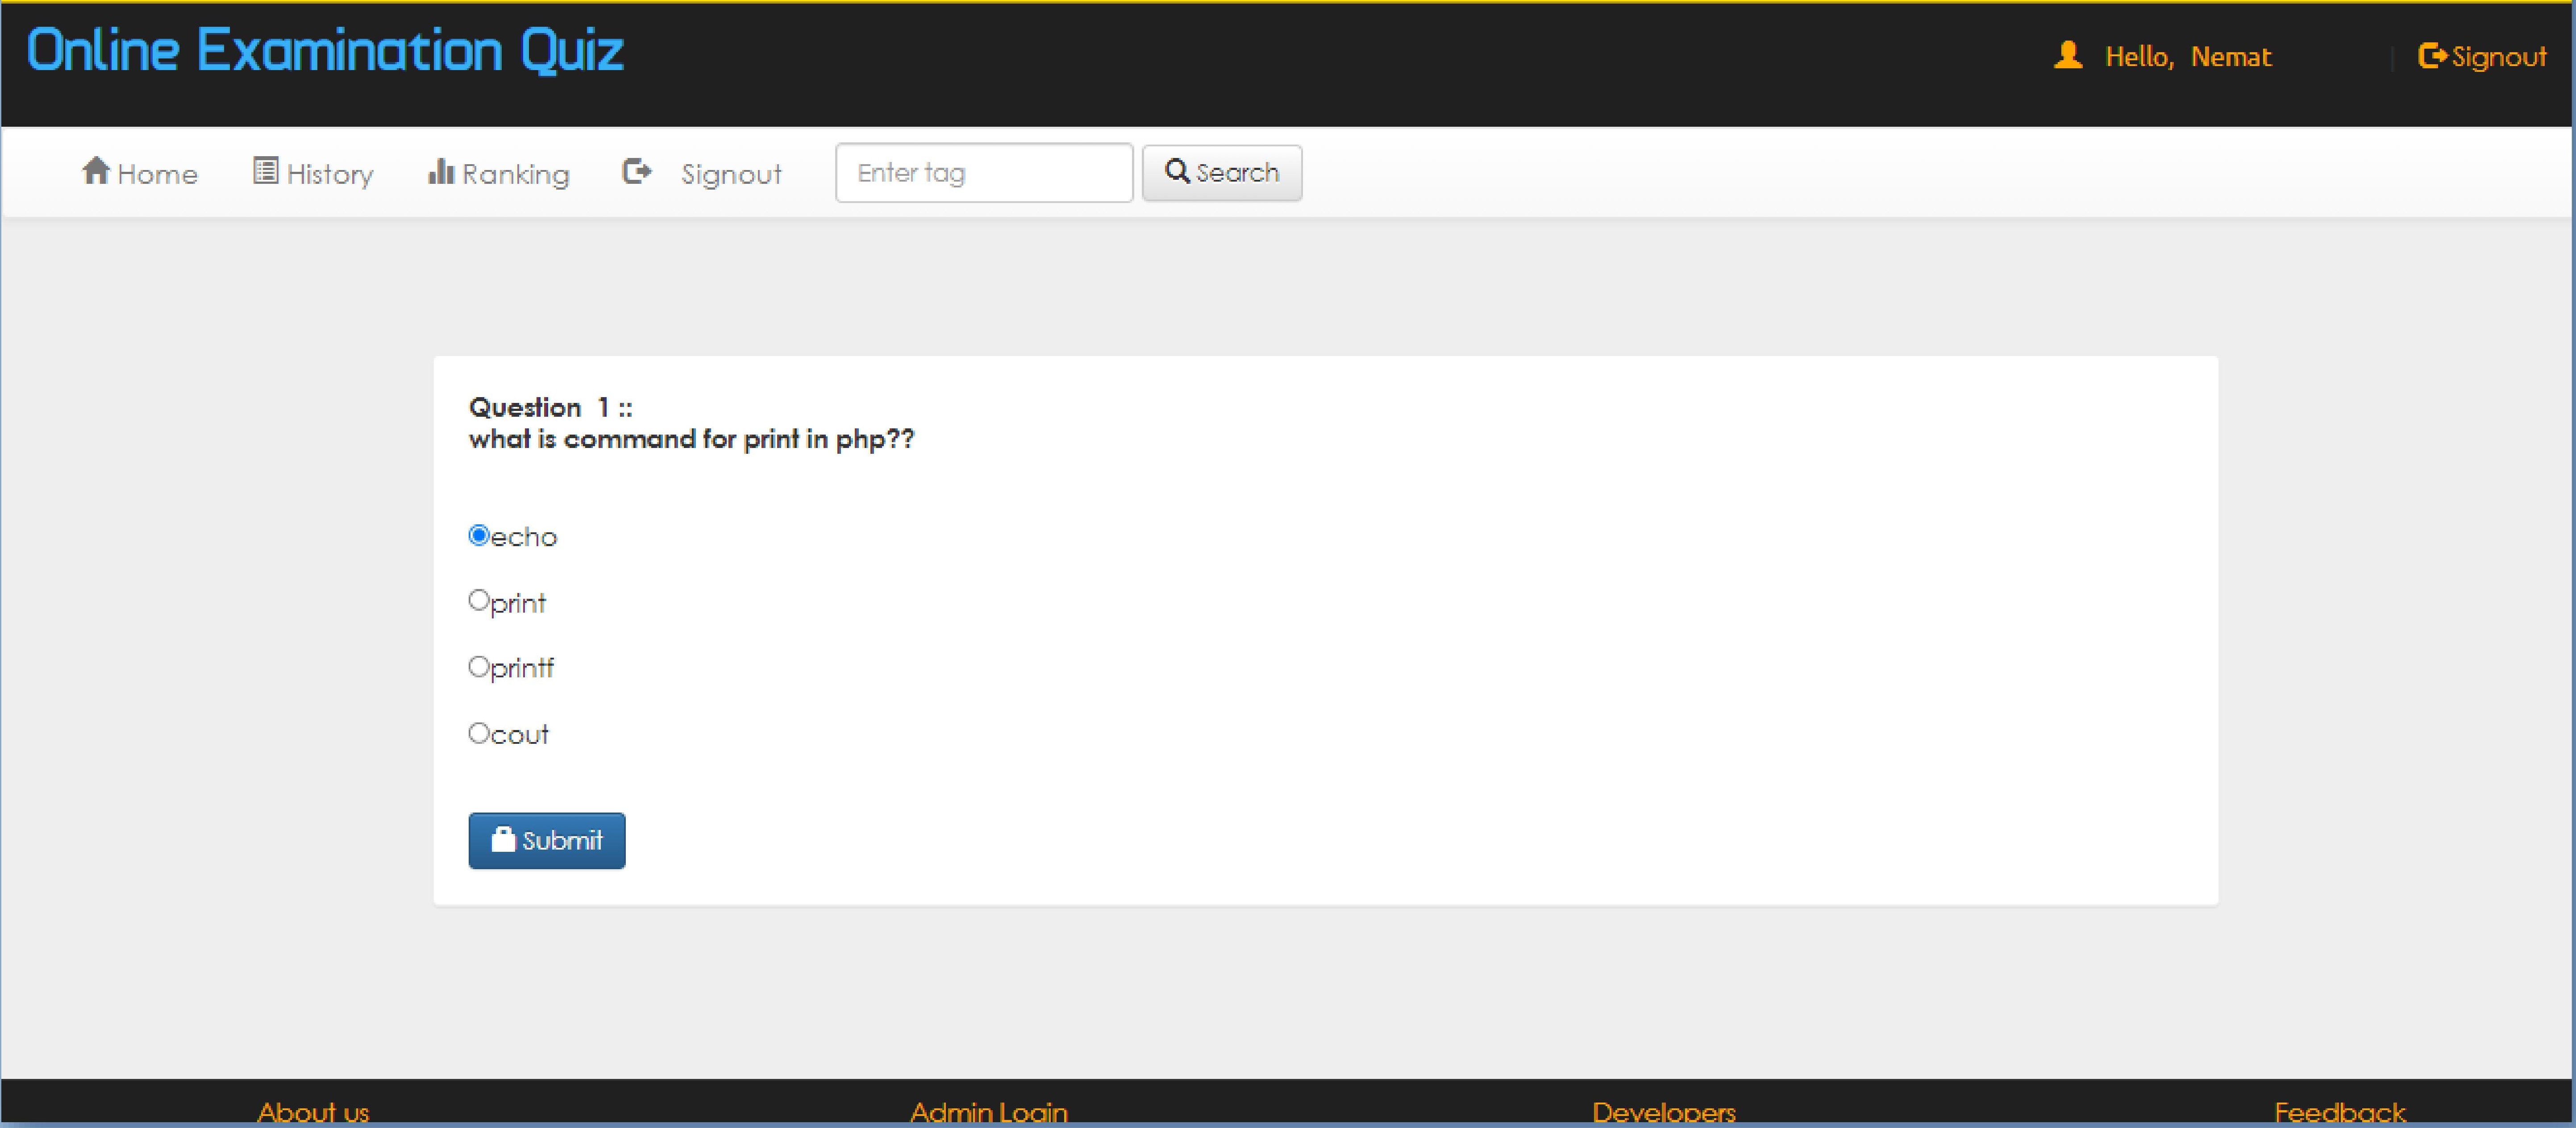 Online Examination Quiz
Hello, Nemat | Signout
Home History Ranking Signout Enter tag Search
Question 1 ::
what is command for print in php??
echo
print
printf
cout
Submit
About us Admin Login Developers Feedback